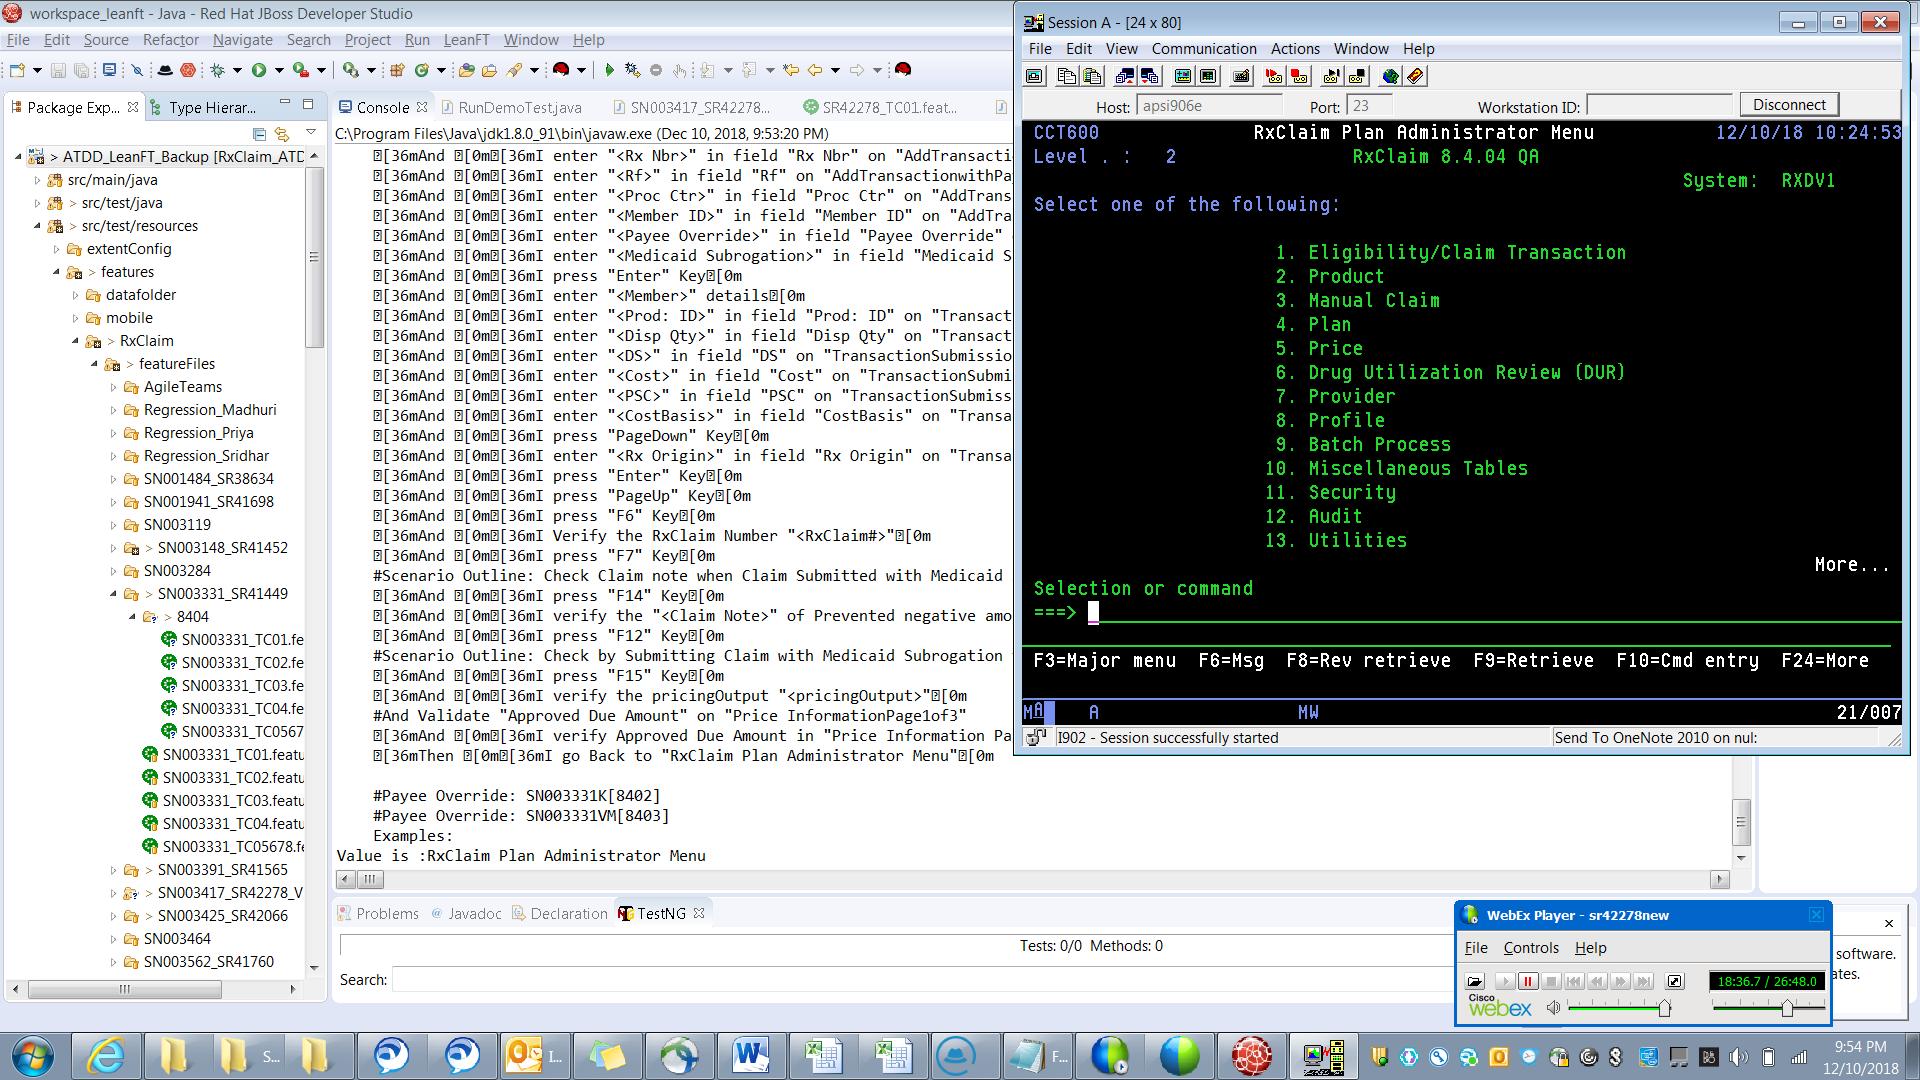 workspace_leanft - Java - Red Hat JBoss Developer Studio
File Edit Source Refactor Navigate Search Project Run LeanFT Window Help
Package Exp...
Type Hierar...
> ATDD_LeanFT_Backup [RxClaim_ATD
src/main/java
> src/test/java
> src/test/resources
extentConfig
> features
datafolder
mobile
> RxClaim
> featureFiles
AgileTeams
Regression_Madhuri
Regression_Priya
Regression_Sridhar
SN001484_SR38634
SN001941_SR41698
SN003119
> SN003148_SR41452
SN003284
> SN003331_SR41449
> 8404
SN003331_TC01.fe
SN003331_TC02.fe
SN003331_TC03.fe
SN003331_TC04.fe
SN003331_TC0567
SN003331_TC01.featu
SN003331_TC02.featu
SN003331_TC03.featu
SN003331_TC04.featu
SN003331_TC05678.fe
> SN003391_SR41565
> SN003417_SR42278_V
> SN003425_SR42066
SN003464
SN003562_SR41760
Console RunDemoTest.java SN003417_SR42278... SR42278_TC01.feat...
C:\Program Files\Java\jdk1.8.0_91\bin\javaw.exe (Dec 10, 2018, 9:53:20 PM)
[36mAnd [0m[36mI enter "<Rx Nbr>" in field "Rx Nbr" on "AddTransacti
[36mAnd [0m[36mI enter "<Rf>" in field "Rf" on "AddTransactionwithPa
[36mAnd [0m[36mI enter "<Proc Ctr>" in field "Proc Ctr" on "AddTrans
[36mAnd [0m[36mI enter "<Member ID>" in field "Member ID" on "AddTra
[36mAnd [0m[36mI enter "<Payee Override>" in field "Payee Override"
[36mAnd [0m[36mI enter "<Medicaid Subrogation>" in field "Medicaid S
[36mAnd [0m[36mI press "Enter" Key[0m
[36mAnd [0m[36mI enter "<Member>" details[0m
[36mAnd [0m[36mI enter "<Prod: ID>" in field "Prod: ID" on "Transact
[36mAnd [0m[36mI enter "<Disp Qty>" in field "Disp Qty" on "Transact
[36mAnd [0m[36mI enter "<DS>" in field "DS" on "TransactionSubmissio
[36mAnd [0m[36mI enter "<Cost>" in field "Cost" on "TransactionSubmi
[36mAnd [0m[36mI enter "<PSC>" in field "PSC" on "TransactionSubmiss
[36mAnd [0m[36mI enter "<CostBasis>" in field "CostBasis" on "Transa
[36mAnd [0m[36mI press "PageDown" Key[0m
[36mAnd [0m[36mI enter "<Rx Origin>" in field "Rx Origin" on "Transa
[36mAnd [0m[36mI press "Enter" Key[0m
[36mAnd [0m[36mI press "PageUp" Key[0m
[36mAnd [0m[36mI press "F6" Key[0m
[36mAnd [0m[36mI Verify the RxClaim Number "<RxClaim#>"[0m
[36mAnd [0m[36mI press "F7" Key[0m
#Scenario Outline: Check Claim note when Claim Submitted with Medicaid
[36mAnd [0m[36mI press "F14" Key[0m
[36mAnd [0m[36mI verify the "<Claim Note>" of Prevented negative amo
[36mAnd [0m[36mI press "F12" Key[0m
#Scenario Outline: Check by Submitting Claim with Medicaid Subrogation
[36mAnd [0m[36mI press "F15" Key[0m
[36mAnd [0m[36mI verify the pricingOutput "<pricingOutput>"[0m
#And Validate "Approved Due Amount" on "Price InformationPage1of3"
[36mAnd [0m[36mI verify Approved Due Amount in "Price Information Pa
[36mThen [0m[36mI go Back to "RxClaim Plan Administrator Menu"[0m
#Payee Override: SN003331K[8402]
#Payee Override: SN003331VM[8403]
Examples:
Value is :RxClaim Plan Administrator Menu
Problems @ Javadoc Declaration TestNG
Tests: 0/0 Methods: 0
Search:
Session A - [24 x 80]
File Edit View Communication Actions Window Help
Host: apsi906e Port: 23 Workstation ID: Disconnect
CCT600 RxClaim Plan Administrator Menu 12/10/18 10:24:53
Level . : 2 RxClaim 8.4.04 QA
System: RXDV1
Select one of the following:
1. Eligibility/Claim Transaction
2. Product
3. Manual Claim
4. Plan
5. Price
6. Drug Utilization Review (DUR)
7. Provider
8. Profile
9. Batch Process
10. Miscellaneous Tables
11. Security
12. Audit
13. Utilities
More...
Selection or command
===>
F3=Major menu F6=Msg F8=Rev retrieve F9=Retrieve F10=Cmd entry F24=More
MA A MW 21/007
I902 - Session successfully started Send To OneNote 2010 on nul:
WebEx Player - sr42278new
File Controls Help
18:36.7 / 26:48.0
Cisco webex
software.
ates.
S... I... F...
9:54 PM
12/10/2018